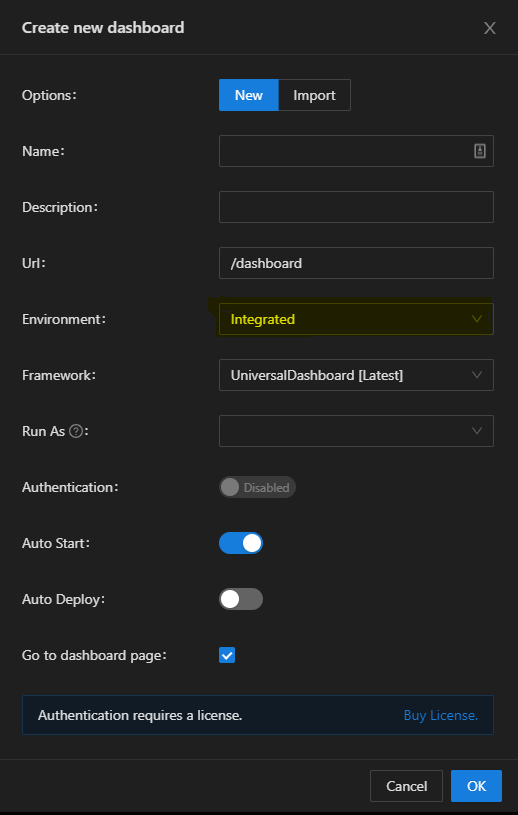 Create new dashboard
Options:
New
Import
Name:
Description:
Url:
/dashboard
Environment:
Integrated
Framework:
UniversalDashboard [Latest]
Run As ?:
Authentication:
Disabled
Auto Start:
Auto Deploy:
Go to dashboard page:
Authentication requires a license.
Buy License.
Cancel
OK